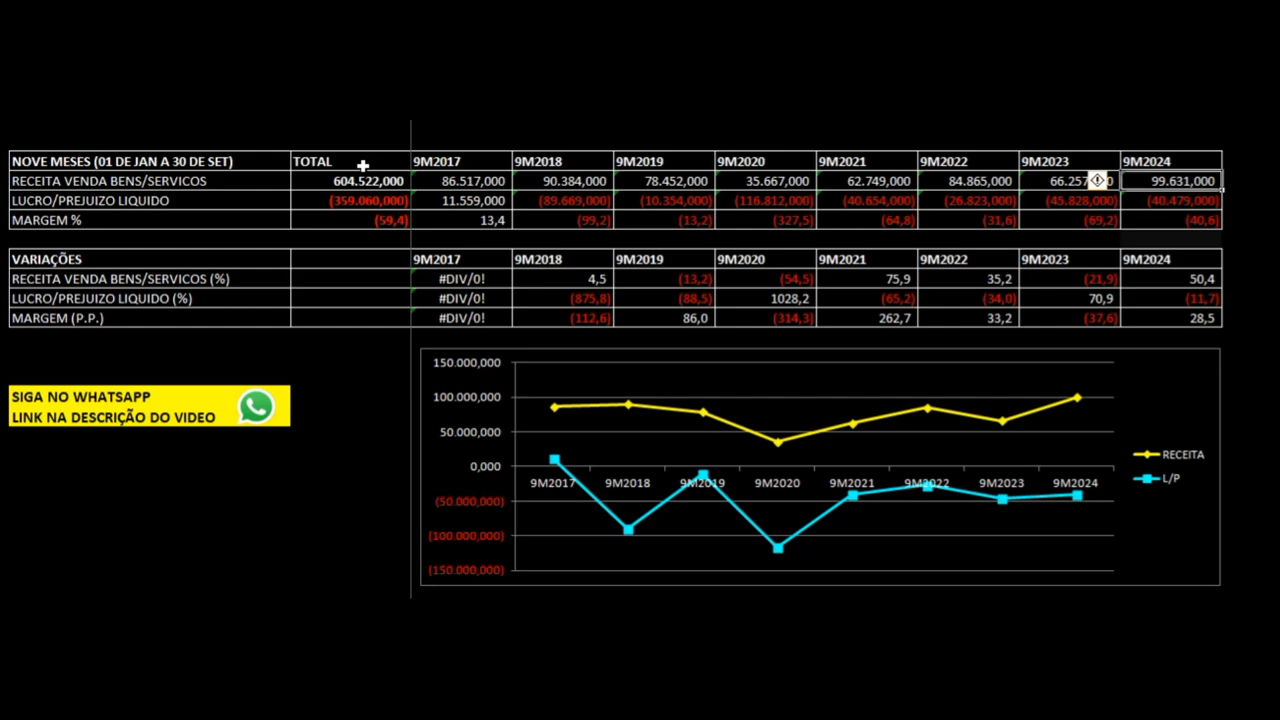 NOVE MESES (01 DE JAN A 30 DE SET) TOTAL 9M2017 9M2018 9M2019 9M2020 9M2021 9M2022 9M2023 9M2024
RECEITA VENDA BENS/SERVICOS 604.522,000 86.517,000 90.384,000 78.452,000 35.667,000 62.749,000 84.865,000 66.257 0 99.631,000
LUCRO/PREJUIZO LIQUIDO (359.060,000) 11.559,000 (89.669,000) (10.354,000) (116.812,000) (40.654,000) (26.823,000) (45.828,000) (40.479,000)
MARGEM % (59,4) 13,4 (99,2) (13,2) (327,5) (64,8) (31,6) (69,2) (40,6)
VARIAÇÕES 9M2017 9M2018 9M2019 9M2020 9M2021 9M2022 9M2023 9M2024
RECEITA VENDA BENS/SERVICOS (%) #DIV/0! 4,5 (13,2) (54,5) 75,9 35,2 (21,9) 50,4
LUCRO/PREJUIZO LIQUIDO (%) #DIV/0! (875,8) (88,5) 1028,2 (65,2) (34,0) 70,9 (11,7)
MARGEM (P.P.) #DIV/0! (112,6) 86,0 (314,3) 262,7 33,2 (37,6) 28,5
SIGA NO WHATSAPP
LINK NA DESCRIÇÃO DO VIDEO
150.000,000
100.000,000
50.000,000
0,000
(50.000,000)
(100.000,000)
(150.000,000)
9M2017 9M2018 9M2019 9M2020 9M2021 9M2022 9M2023 9M2024
RECEITA
L/P